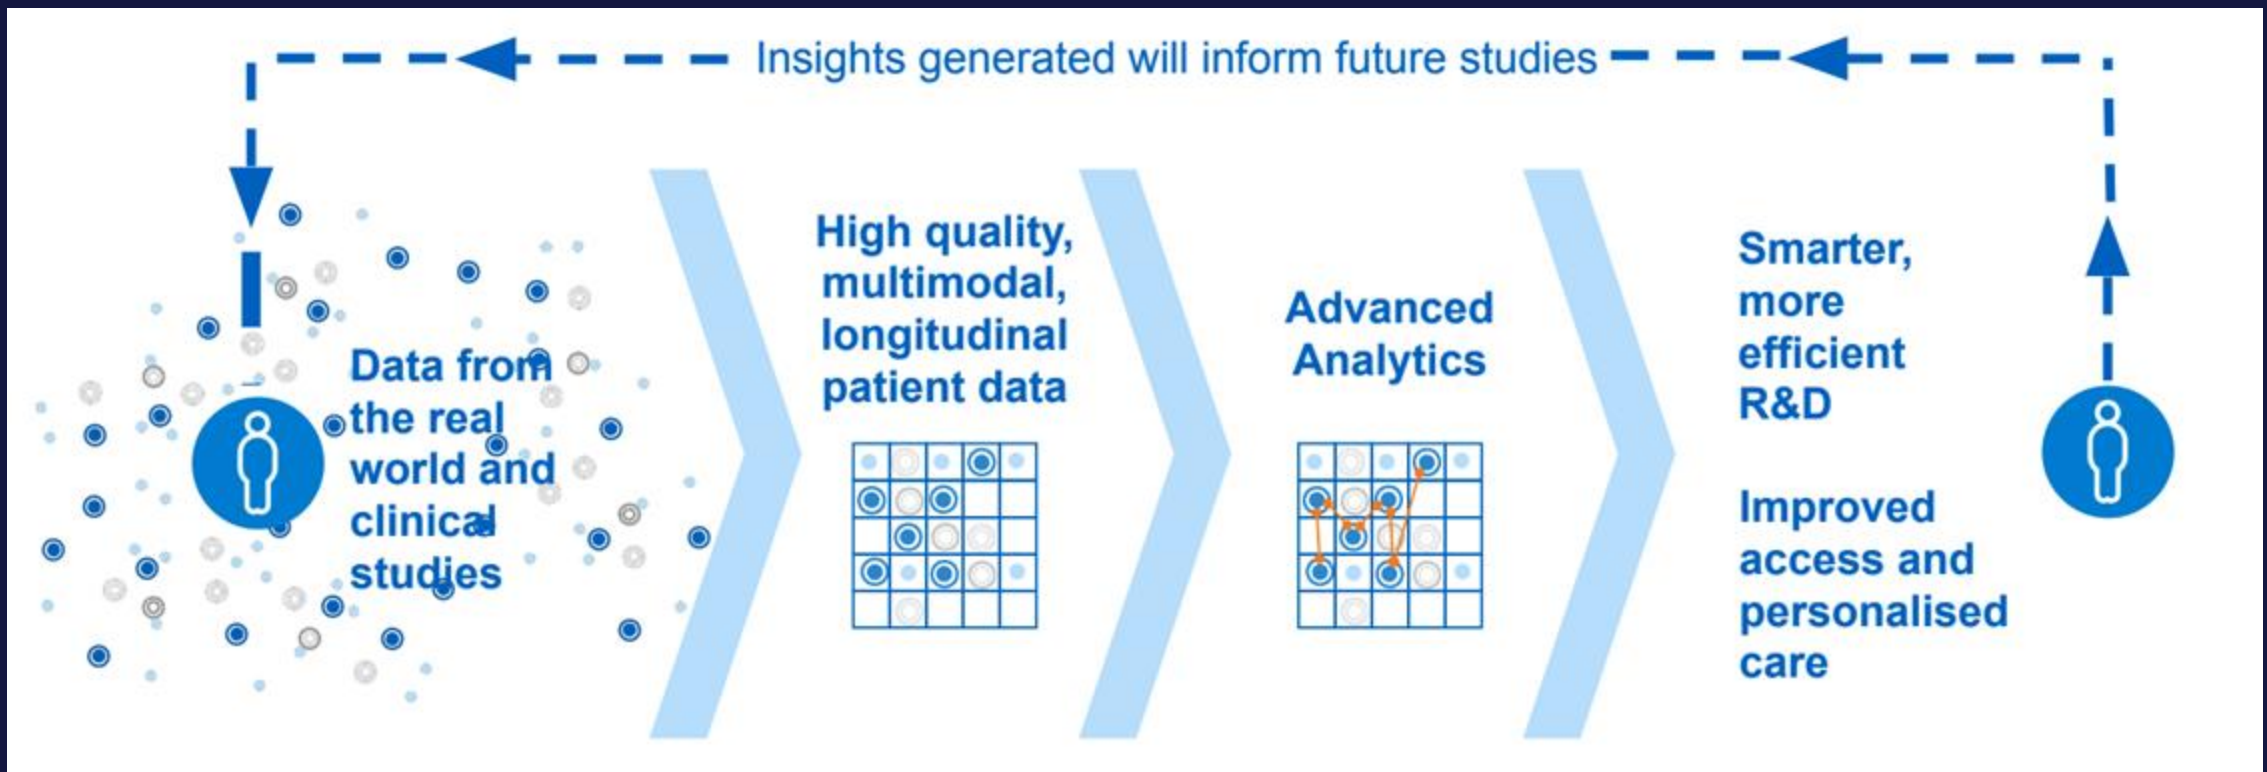 Insights generated will inform future studies
Data from
the real
world and
clinical
studies
High quality,
multimodal,
longitudinal
patient data
Advanced
Analytics
Smarter,
more
efficient
R&D
Improved
access and
personalised
care